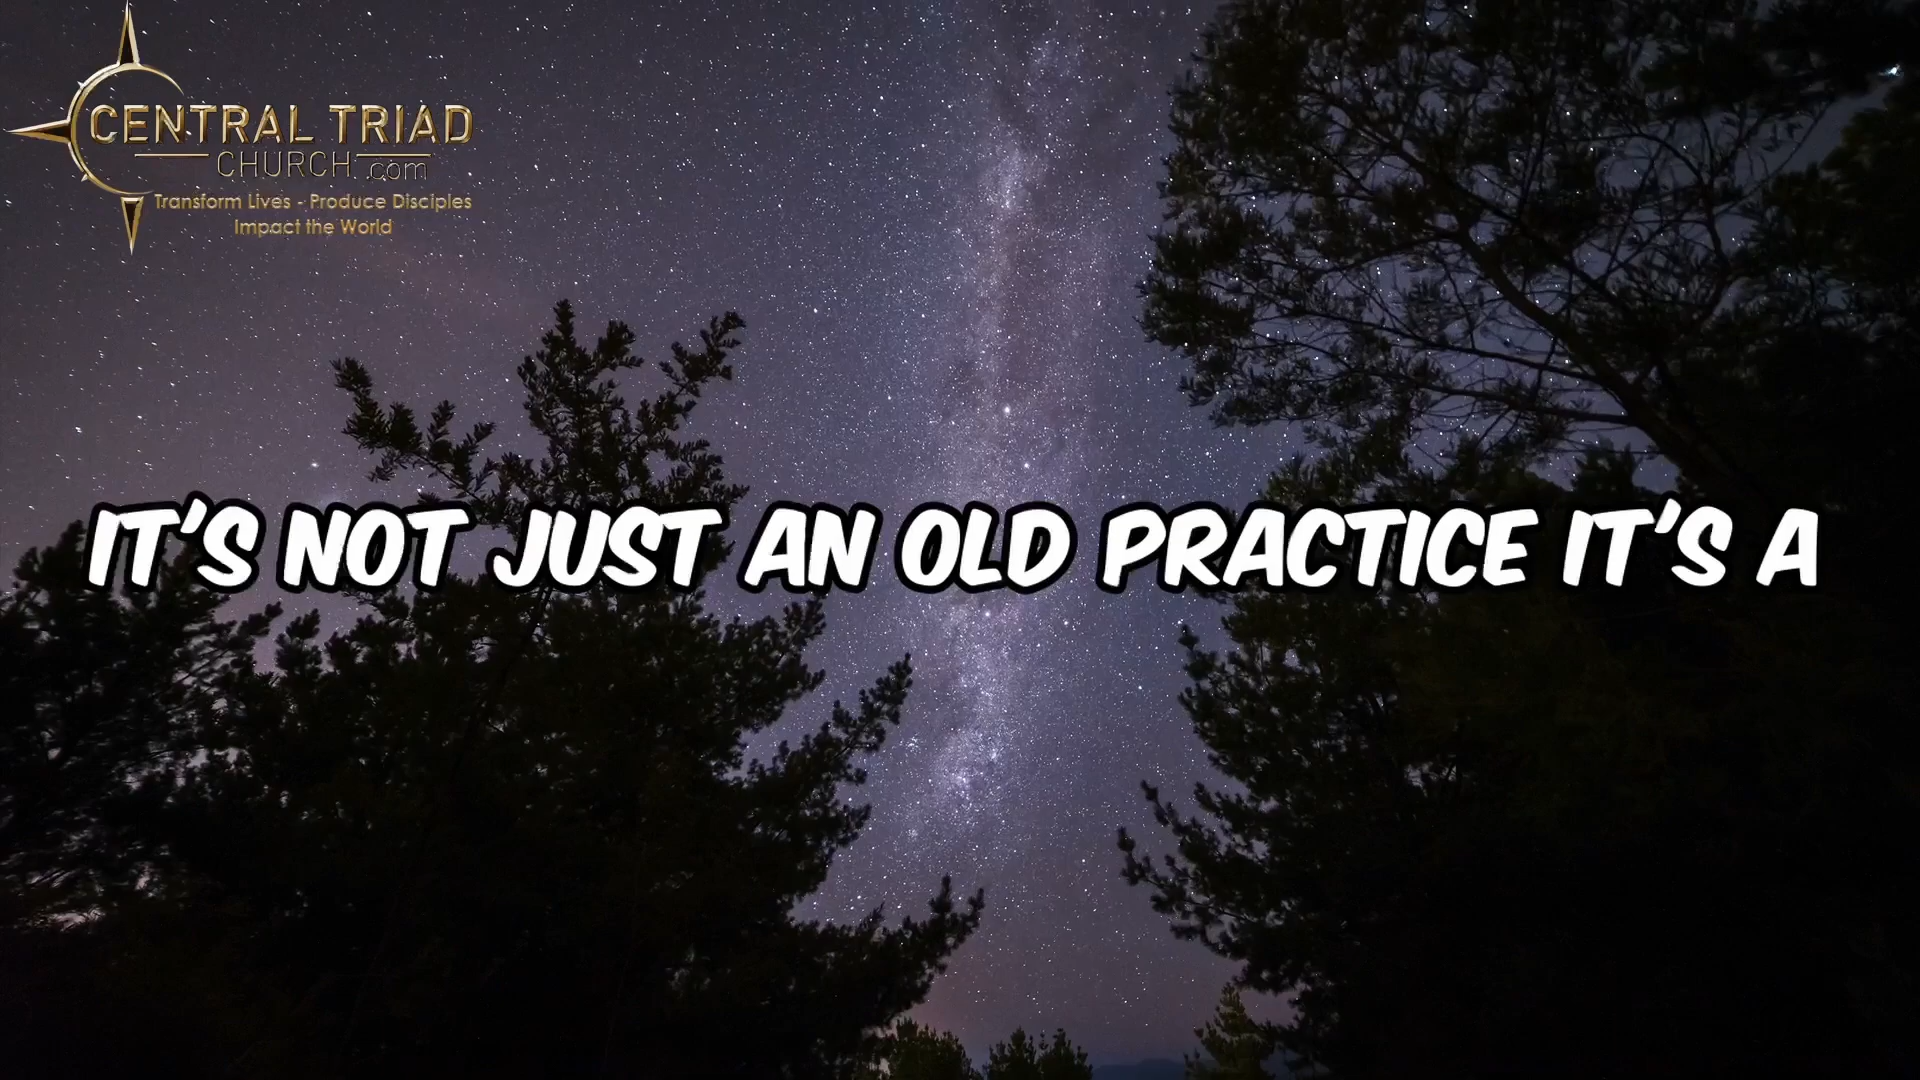 CENTRAL TRIAD
CHURCH.com
Transform Lives - Produce Disciples
Impact the World
IT'S NOT JUST AN OLD PRACTICE IT'S A